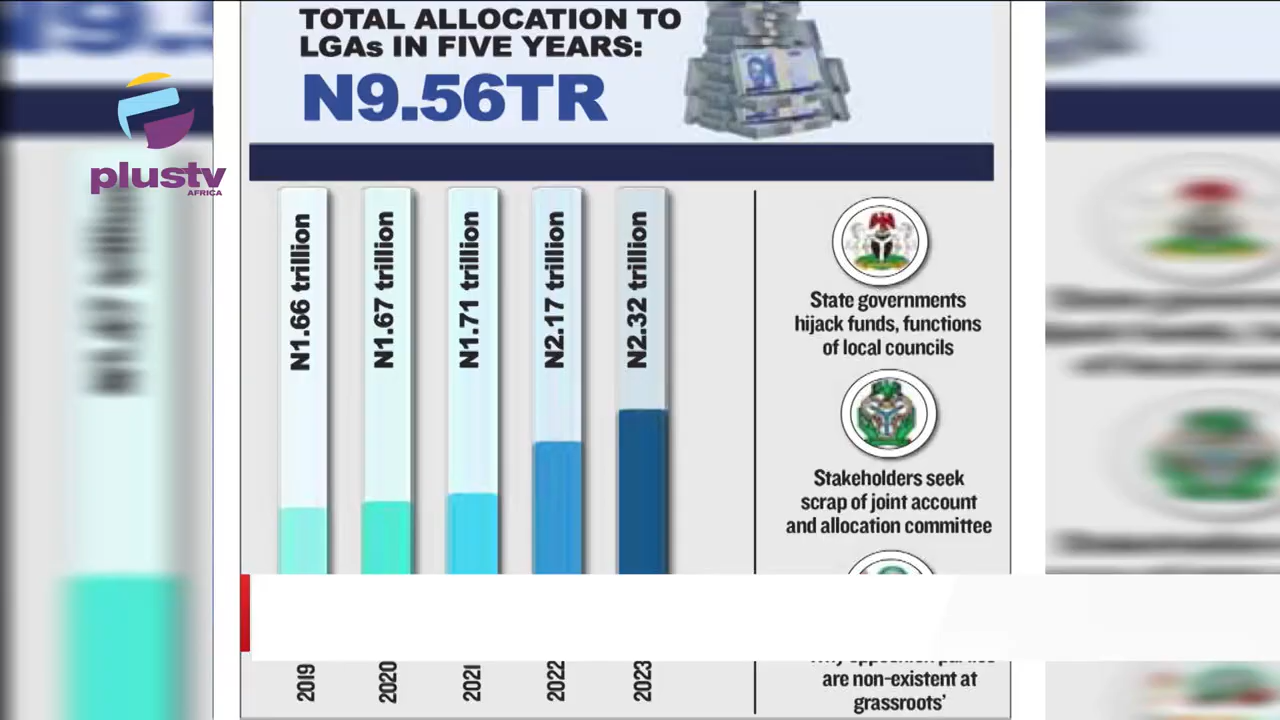 TOTAL ALLOCATION TO
LGAs IN FIVE YEARS:
N9.56TR
plustv
AFRICA
N1.66 trillion
N1.67 trillion
N1.71 trillion
N2.17 trillion
N2.32 trillion
2019
2020
2021
2022
2023
State governments
hijack funds, functions
of local councils
Stakeholders seek
scrap of joint account
and allocation committee
are non-existent at
grassroots’